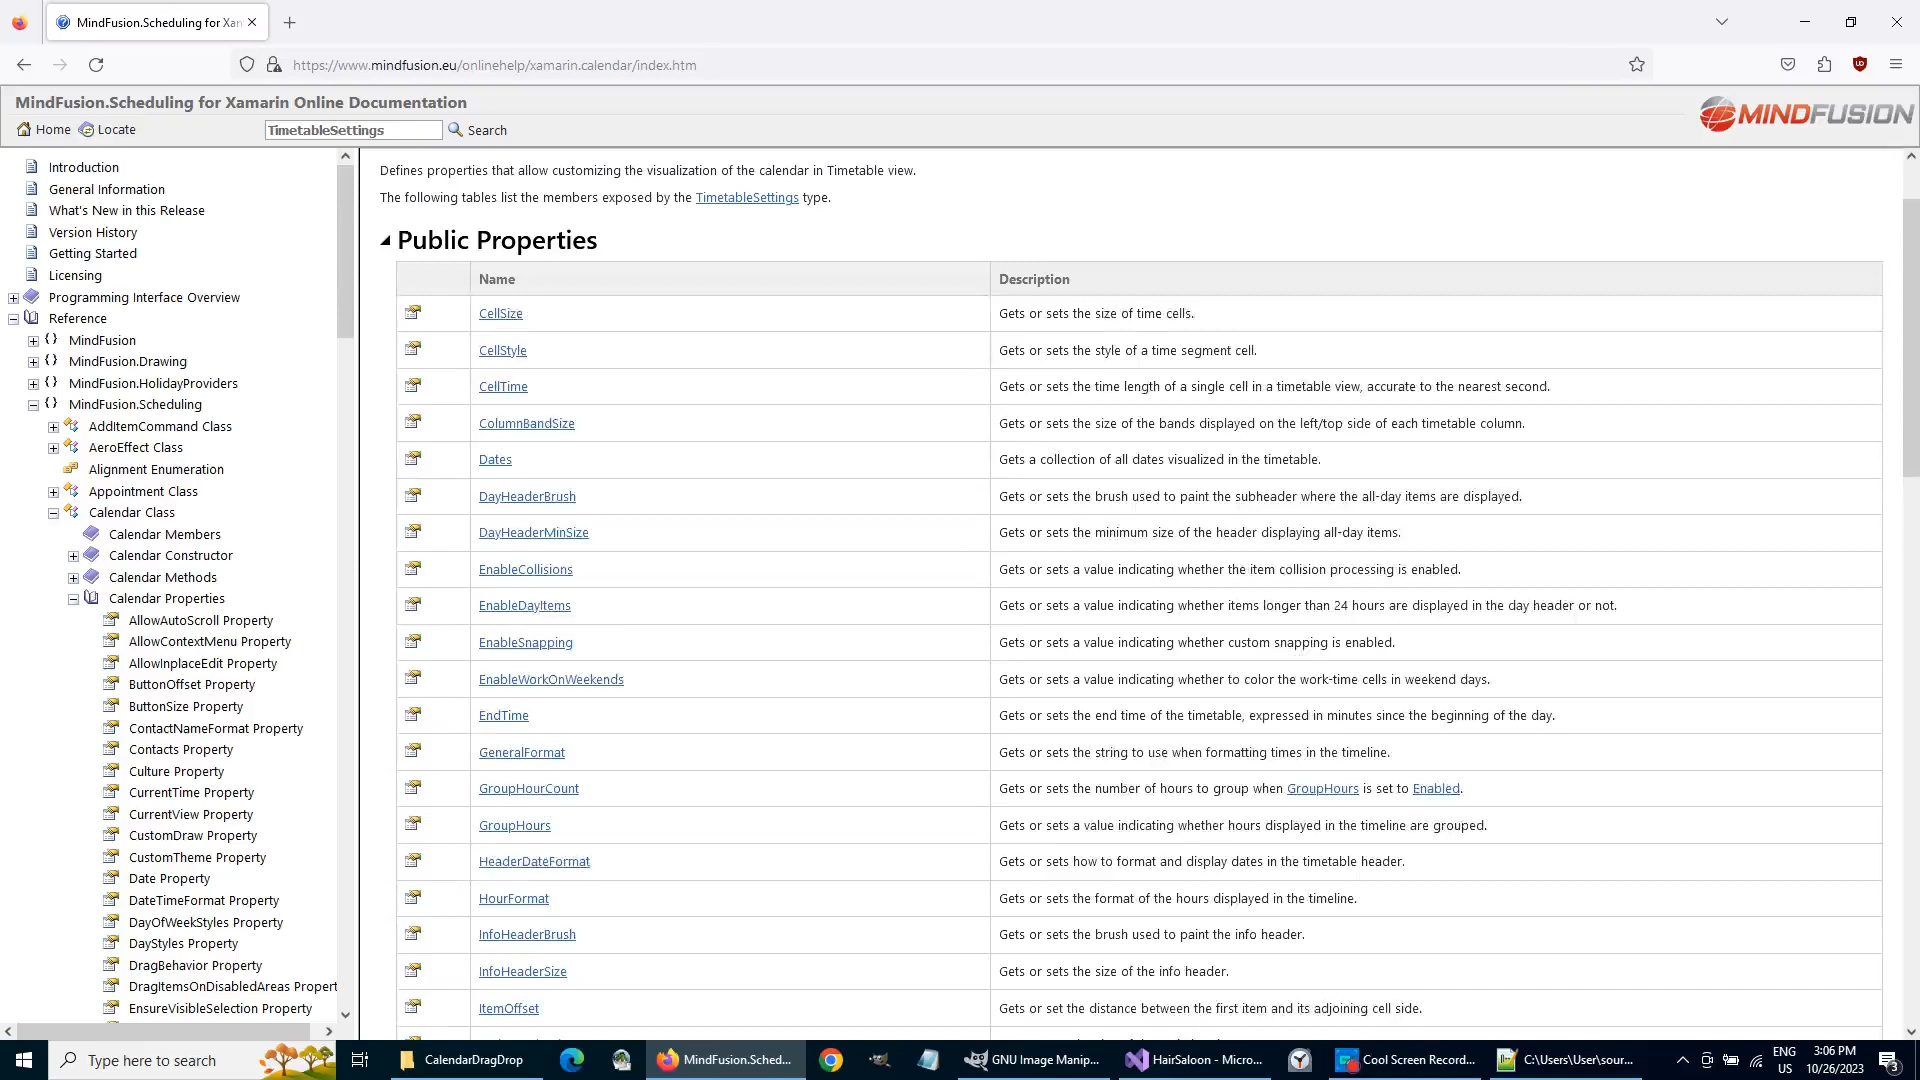 MindFusion.Scheduling for Xar
https://www.mindfusion.eu/onlinehelp/xamarin.calendar/index.htm
MindFusion.Scheduling for Xamarin Online Documentation
Home
Locate
TimetableSettings
Search
MINDFUSION
Introduction
General Information
What's New in this Release
Version History
Getting Started
Licensing
Programming Interface Overview
Reference
MindFusion
MindFusion.Drawing
MindFusion.HolidayProviders
MindFusion.Scheduling
AddItemCommand Class
AeroEffect Class
Alignment Enumeration
Appointment Class
Calendar Class
Calendar Members
Calendar Constructor
Calendar Methods
Calendar Properties
AllowAutoScroll Property
AllowContextMenu Property
AllowInplaceEdit Property
ButtonOffset Property
ButtonSize Property
ContactNameFormat Property
Contacts Property
Culture Property
CurrentTime Property
CurrentView Property
CustomDraw Property
CustomTheme Property
Date Property
DateTimeFormat Property
DayOfWeekStyles Property
DayStyles Property
DragBehavior Property
DragItemsOnDisabledAreas Propert
EnsureVisibleSelection Property
Defines properties that allow customizing the visualization of the calendar in Timetable view.
The following tables list the members exposed by the TimetableSettings type.
Public Properties
Name Description
CellSize Gets or sets the size of time cells.
CellStyle Gets or sets the style of a time segment cell.
CellTime Gets or sets the time length of a single cell in a timetable view, accurate to the nearest second.
ColumnBandSize Gets or sets the size of the bands displayed on the left/top side of each timetable column.
Dates Gets a collection of all dates visualized in the timetable.
DayHeaderBrush Gets or sets the brush used to paint the subheader where the all-day items are displayed.
DayHeaderMinSize Gets or sets the minimum size of the header displaying all-day items.
EnableCollisions Gets or sets a value indicating whether the item collision processing is enabled.
EnableDayItems Gets or sets a value indicating whether items longer than 24 hours are displayed in the day header or not.
EnableSnapping Gets or sets a value indicating whether custom snapping is enabled.
EnableWorkOnWeekends Gets or sets a value indicating whether to color the work-time cells in weekend days.
EndTime Gets or sets the end time of the timetable, expressed in minutes since the beginning of the day.
GeneralFormat Gets or sets the string to use when formatting times in the timeline.
GroupHourCount Gets or sets the number of hours to group when GroupHours is set to Enabled.
GroupHours Gets or sets a value indicating whether hours displayed in the timeline are grouped.
HeaderDateFormat Gets or sets how to format and display dates in the timetable header.
HourFormat Gets or sets the format of the hours displayed in the timeline.
InfoHeaderBrush Gets or sets the brush used to paint the info header.
InfoHeaderSize Gets or sets the size of the info header.
ItemOffset Gets or set the distance between the first item and its adjoining cell side.
Type here to search
CalendarDragDrop
MindFusion.Sched...
GNU Image Manip...
HairSaloon - Micro...
Cool Screen Record...
C:\Users\User\sour...
ENG
US
3:06 PM
10/26/2023
3